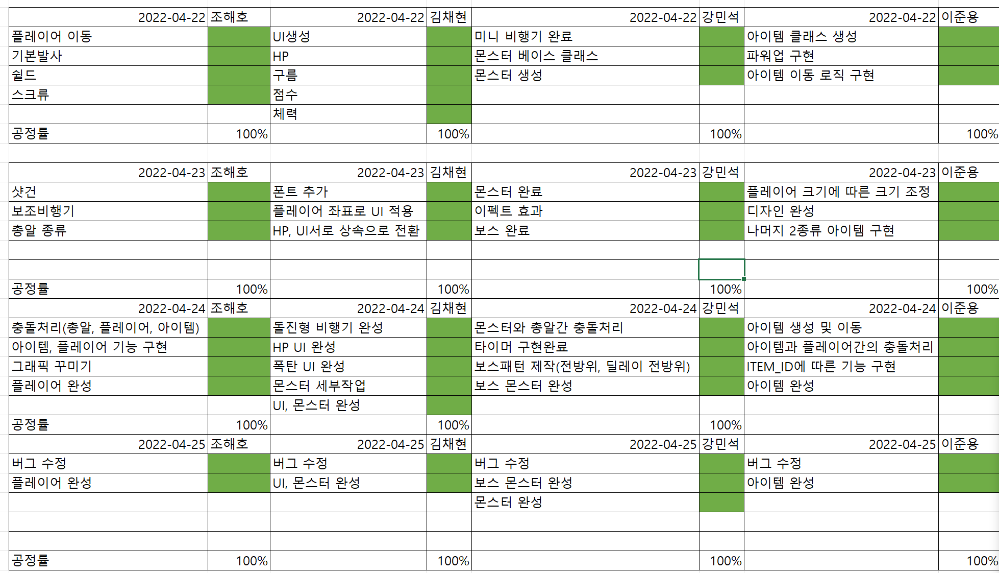 2022-04-22 조해호 2022-04-22 김채현 2022-04-22 강민석 2022-04-22 이준용
플레이어 이동 UI생성 미니 비행기 완료 아이템 클래스 생성
기본발사 HP 몬스터 베이스 클래스 파워업 구현
쉴드 구름 몬스터 생성 아이템 이동 로직 구현
스크류 점수
체력
공정률 100% 100% 100% 100%
2022-04-23 조해호 2022-04-23 김채현 2022-04-23 강민석 2022-04-23 이준용
샷건 폰트 추가 몬스터 완료 플레이어 크기에 따른 크기 조정
보조비행기 플레이어 좌표로 UI 적용 이펙트 효과 디자인 완성
총알 종류 HP, UI서로 상속으로 전환 보스 완료 나머지 2종류 아이템 구현
공정률 100% 100% 100% 100%
2022-04-24 조해호 2022-04-24 김채현 2022-04-24 강민석 2022-04-24 이준용
충돌처리(총알, 플레이어, 아이템) 돌진형 비행기 완성 몬스터와 총알간 충돌처리 아이템 생성 및 이동
아이템, 플레이어 기능 구현 HP UI 완성 타이머 구현완료 아이템과 플레이어간의 충돌처리
그래픽 꾸미기 폭탄 UI 완성 보스패턴 제작(전방위, 딜레이 전방위) ITEM_ID에 따른 기능 구현
플레이어 완성 몬스터 세부작업 보스 몬스터 완성 아이템 완성
UI, 몬스터 완성
공정률 100% 100% 100%
2022-04-25 조해호 2022-04-25 김채현 2022-04-25 강민석 2022-04-25 이준용
버그 수정 버그 수정 버그 수정 버그 수정
플레이어 완성 UI, 몬스터 완성 보스 몬스터 완성 아이템 완성
몬스터 완성
공정률 100% 100% 100% 100%